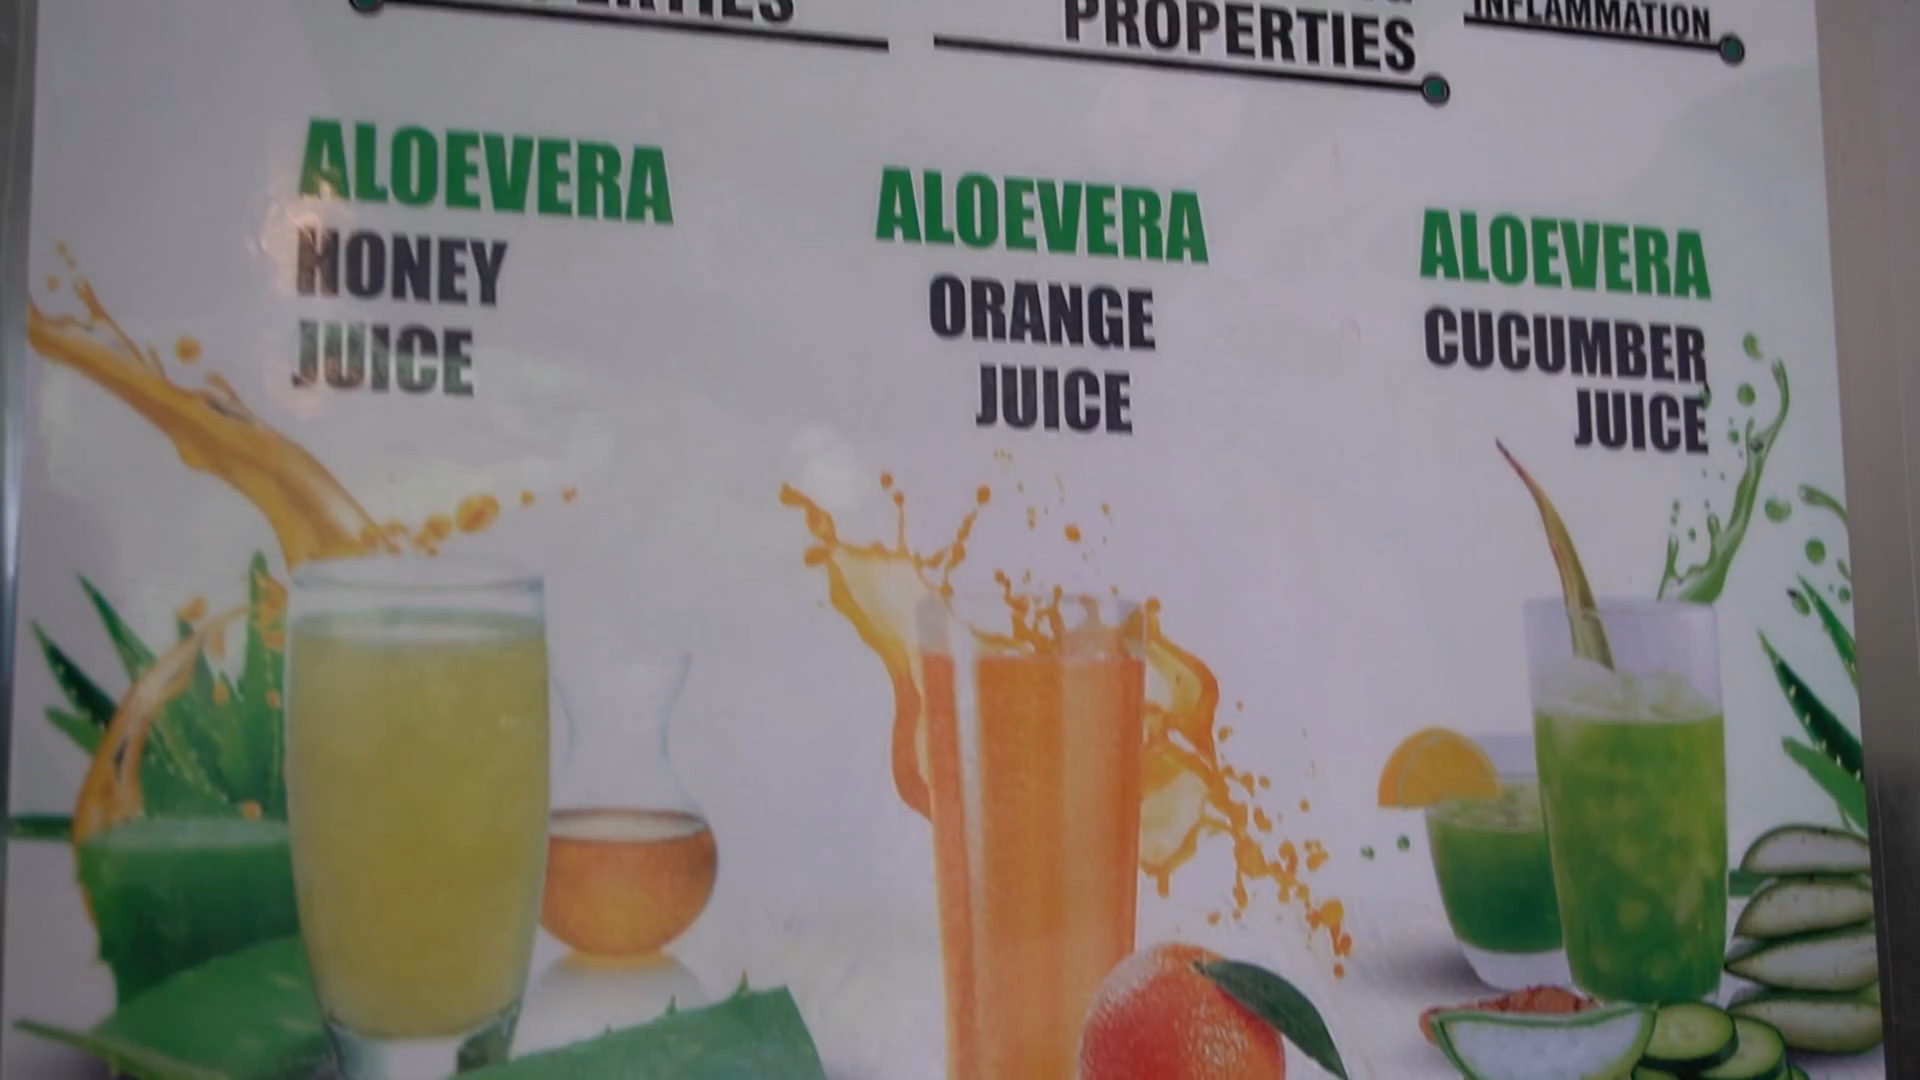 PROPERTIES
INFLAMMATION
ALOEVERA
HONEY
JUICE
ALOEVERA
ORANGE
JUICE
ALOEVERA
CUCUMBER
JUICE